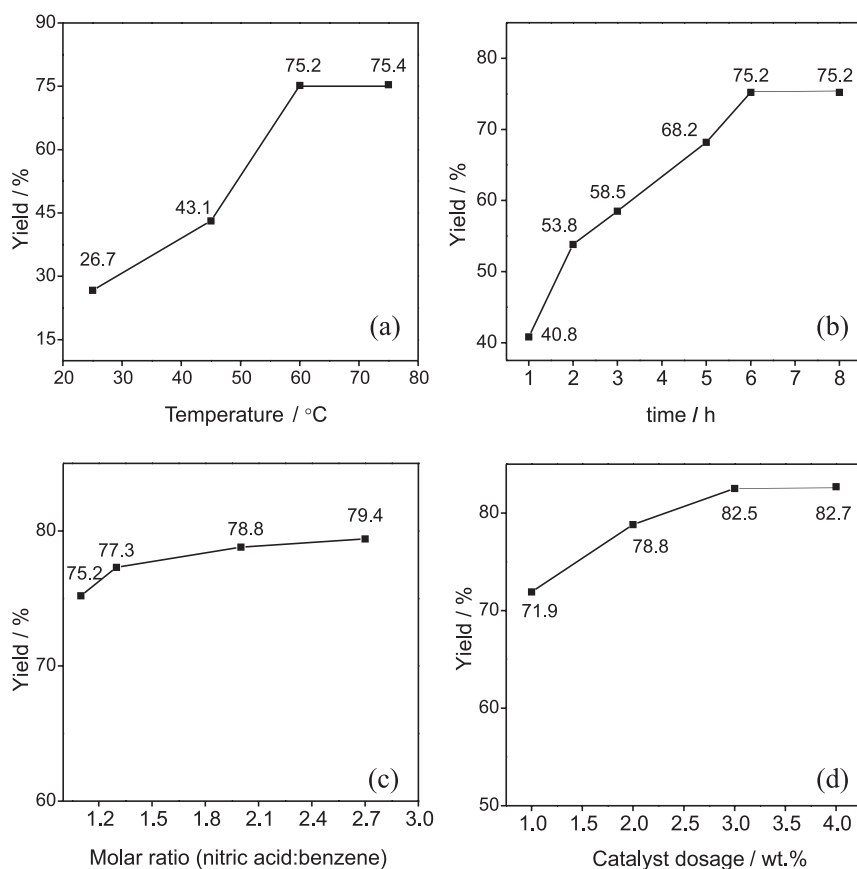 90
75
60
45
30
15
Yield / %
26.7
43.1
75.2
75.4
(a)
20 30 40 50 60 70 80
Temperature / °C
80
70
60
50
40
Yield / %
40.8
53.8
58.5
68.2
75.2
75.2
(b)
1 2 3 4 5 6 7 8
time / h
80
70
60
Yield / %
75.2
77.3
78.8
79.4
(c)
1.2 1.5 1.8 2.1 2.4 2.7 3.0
Molar ratio (nitric acid:benzene)
80
70
60
50
Yield / %
71.9
78.8
82.5
82.7
(d)
1.0 1.5 2.0 2.5 3.0 3.5 4.0
Catalyst dosage / wt.%